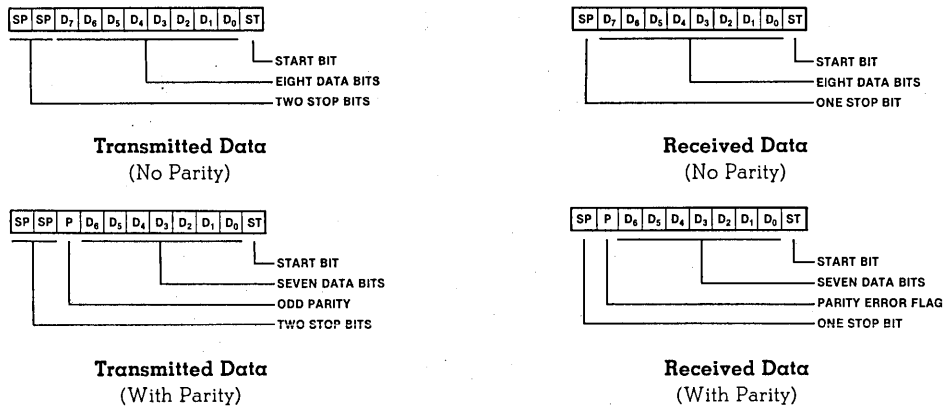 SP SP D7 D6 D5 D4 D3 D2 D1 D0 ST
START BIT
EIGHT DATA BITS
TWO STOP BITS
Transmitted Data
(No Parity)
SP D7 D6 D5 D4 D3 D2 D1 D0 ST
START BIT
EIGHT DATA BITS
ONE STOP BIT
Received Data
(No Parity)
SP SP P D6 D5 D4 D3 D2 D1 D0 ST
START BIT
SEVEN DATA BITS
ODD PARITY
TWO STOP BITS
Transmitted Data
(With Parity)
SP P D6 D5 D4 D3 D2 D1 D0 ST
START BIT
SEVEN DATA BITS
PARITY ERROR FLAG
ONE STOP BIT
Received Data
(With Parity)